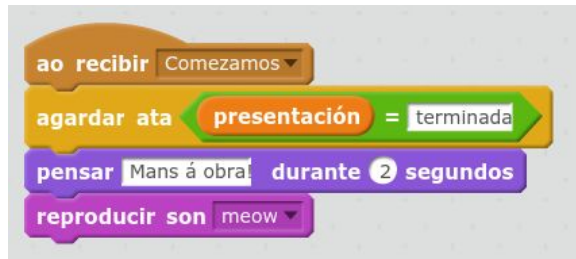 ao recibir Comezamos
agardar ata presentación = terminada
pensar Mans á obra! durante 2 segundos
reproducir son meow